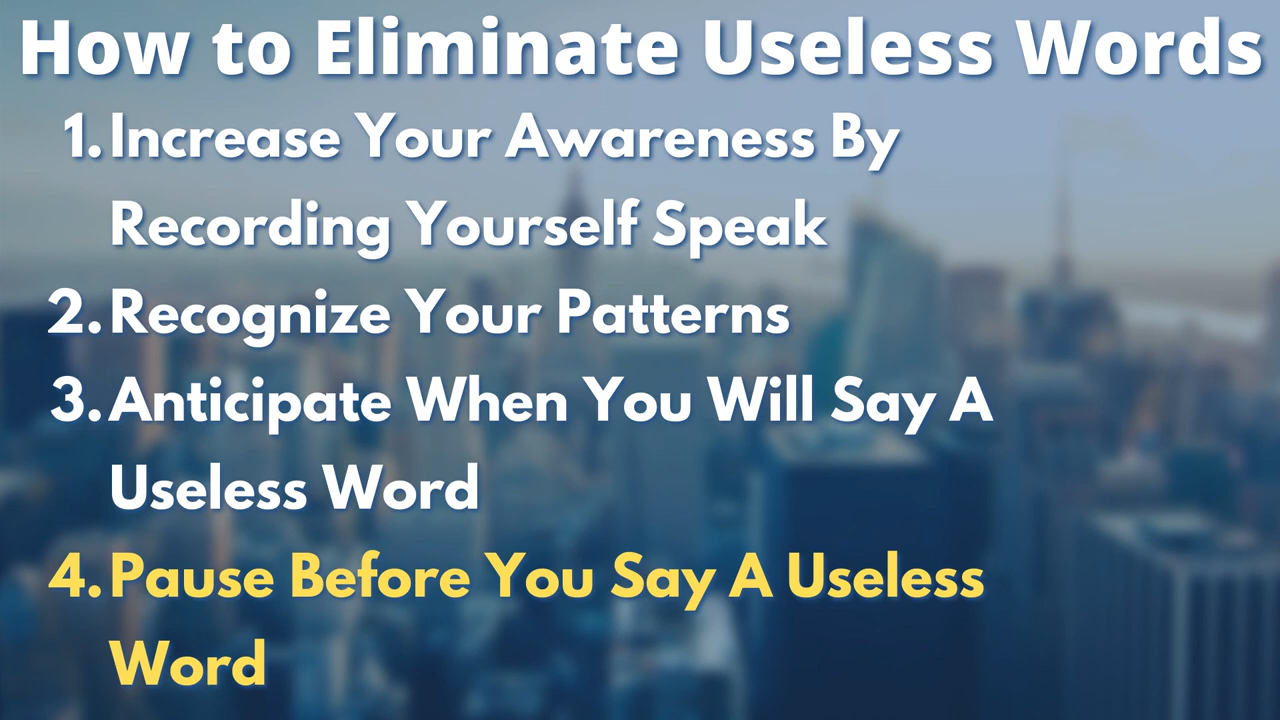 How to Eliminate Useless Words
1. Increase Your Awareness By
Recording Yourself Speak
2. Recognize Your Patterns
3. Anticipate When You Will Say A
Useless Word
4. Pause Before You Say A Useless
Word